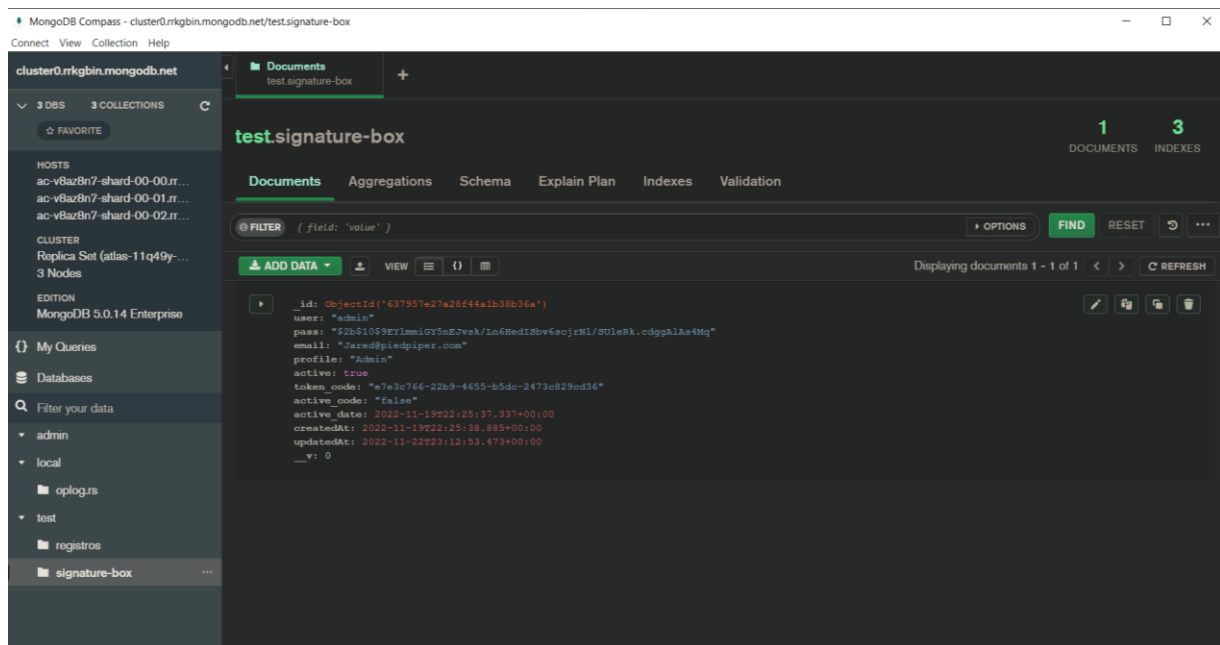 MongoDB Compass - cluster0.rrkgbin.mongodb.net/test.signature-box
Connect View Collection Help
cluster0.rrkgbin.mongodb.net
3 DBS 3 COLLECTIONS
FAVORITE
HOSTS
ac-v8az8n7-shard-00-00.rr...
ac-v8az8n7-shard-00-01.rr...
ac-v8az8n7-shard-00-02.rr...
CLUSTER
Replica Set (atlas-11q49y-...
3 Nodes
EDITION
MongoDB 5.0.14 Enterprise
{} My Queries
Databases
Filter your data
admin
local
oplog.rs
test
registros
signature-box ...
Documents
test.signature-box
+
test.signature-box
1 DOCUMENTS
3 INDEXES
Documents Aggregations Schema Explain Plan Indexes Validation
FILTER { field: 'value' } OPTIONS FIND RESET ...
ADD DATA VIEW {} Displaying documents 1 - 1 of 1 < > REFRESH
_id: ObjectId('637957e27a28f44a1b38b36a')
user: "admin"
pass:
email: "Jared@piedpiper.com"
profile: "Admin"
active: true
token_code: "e7e3c766-22b9-4655-b5dc-2473c829cd36"
active_code: "false"
active_date: 2022-11-19T22:25:37.337+00:00
createdAt: 2022-11-19T22:25:38.885+00:00
updatedAt: 2022-11-22T23:12:53.473+00:00
__v: 0